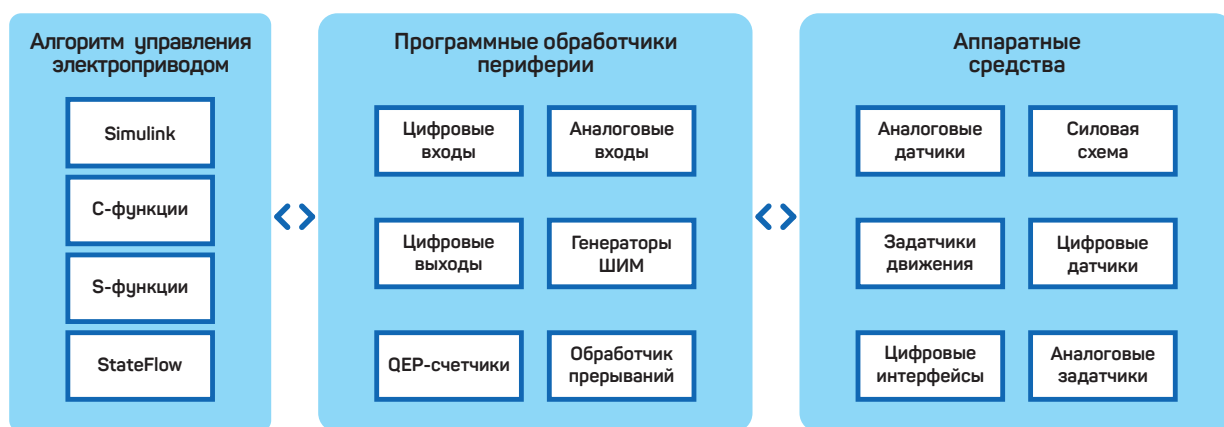 Алгоритм управления
электроприводом
Simulink
С-функции
S-функции
StateFlow
Программные обработчики
периферии
Цифровые
входы
Аналоговые
входы
Цифровые
выходы
Генераторы
ШИМ
QEP-счетчики
Обработчик
прерываний
Аппаратные
средства
Аналоговые
датчики
Силовая
схема
Задатчики
движения
Цифровые
датчики
Цифровые
интерфейсы
Аналоговые
задатчики